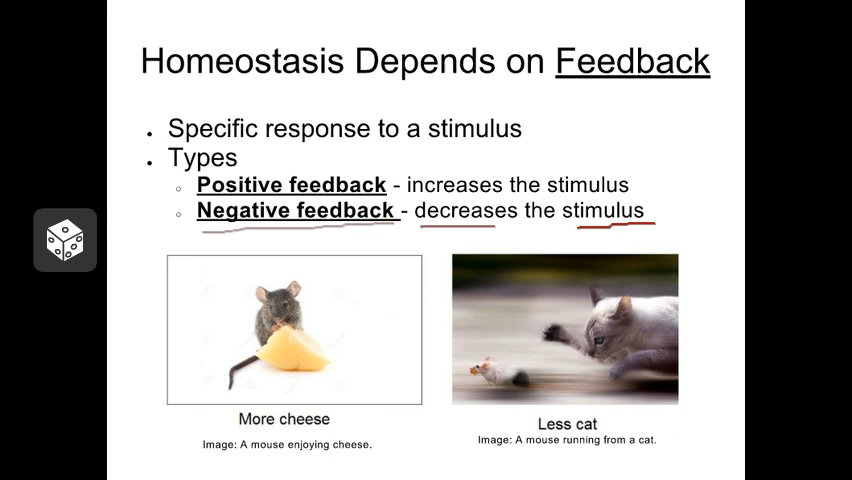 Homeostasis Depends on Feedback
• Specific response to a stimulus
• Types
○ Positive feedback - increases the stimulus
○ Negative feedback - decreases the stimulus
More cheese
Image: A mouse enjoying cheese.
Less cat
Image: A mouse running from a cat.